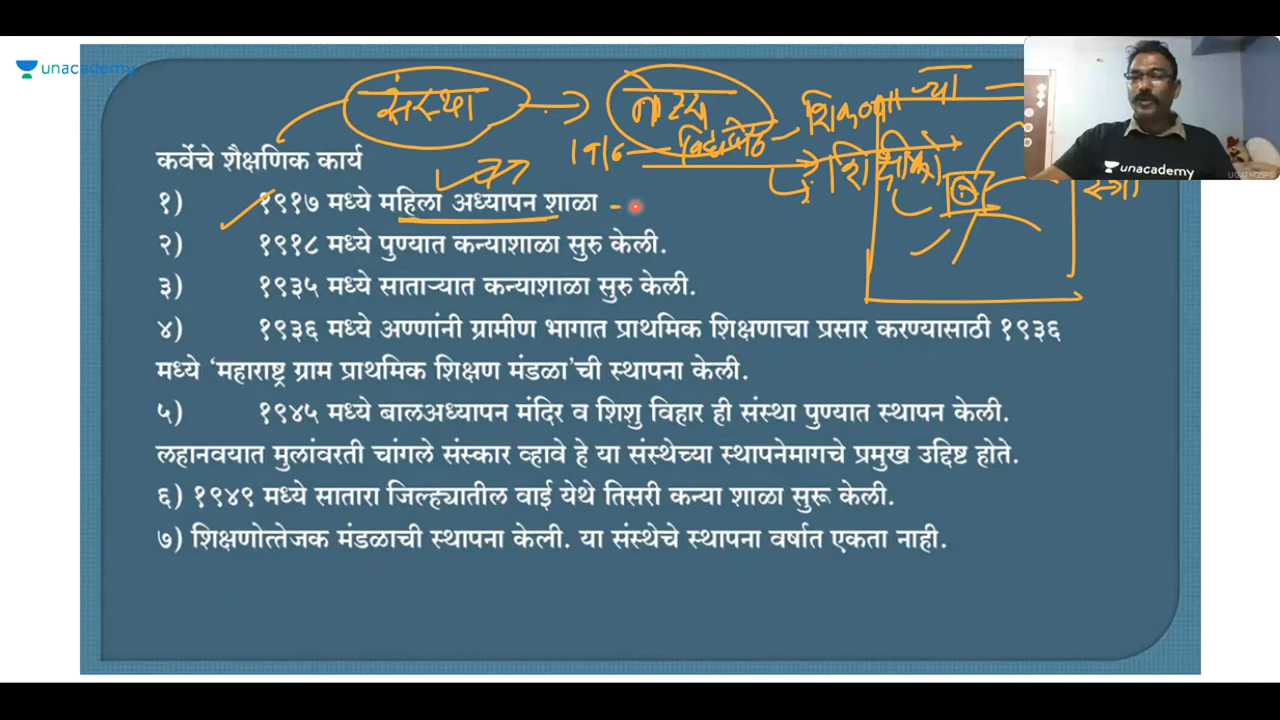 unacademy
संस्था
1916 विद्यापीठ
unacademy
कर्वेचे शैक्षणिक कार्य
१) १९१७ मध्ये महिला अध्यापन शाळा -
२) १९१८ मध्ये पुण्यात कन्याशाळा सुरु केली.
३) १९३५ मध्ये साताऱ्यात कन्याशाळा सुरु केली.
४) १९३६ मध्ये अण्णांनी ग्रामीण भागात प्राथमिक शिक्षणाचा प्रसार करण्यासाठी १९३६
मध्ये ‘महाराष्ट्र ग्राम प्राथमिक शिक्षण मंडळा’ची स्थापना केली.
५) १९४५ मध्ये बालअध्यापन मंदिर व शिशु विहार ही संस्था पुण्यात स्थापन केली.
लहानवयात मुलांवरती चांगले संस्कार व्हावे हे या संस्थेच्या स्थापनेमागचे प्रमुख उद्दिष्ट होते.
६) १९४९ मध्ये सातारा जिल्ह्यातील वाई येथे तिसरी कन्या शाळा सुरू केली.
७) शिक्षणोत्तेजक मंडळाची स्थापना केली. या संस्थेचे स्थापना वर्षात एकता नाही.